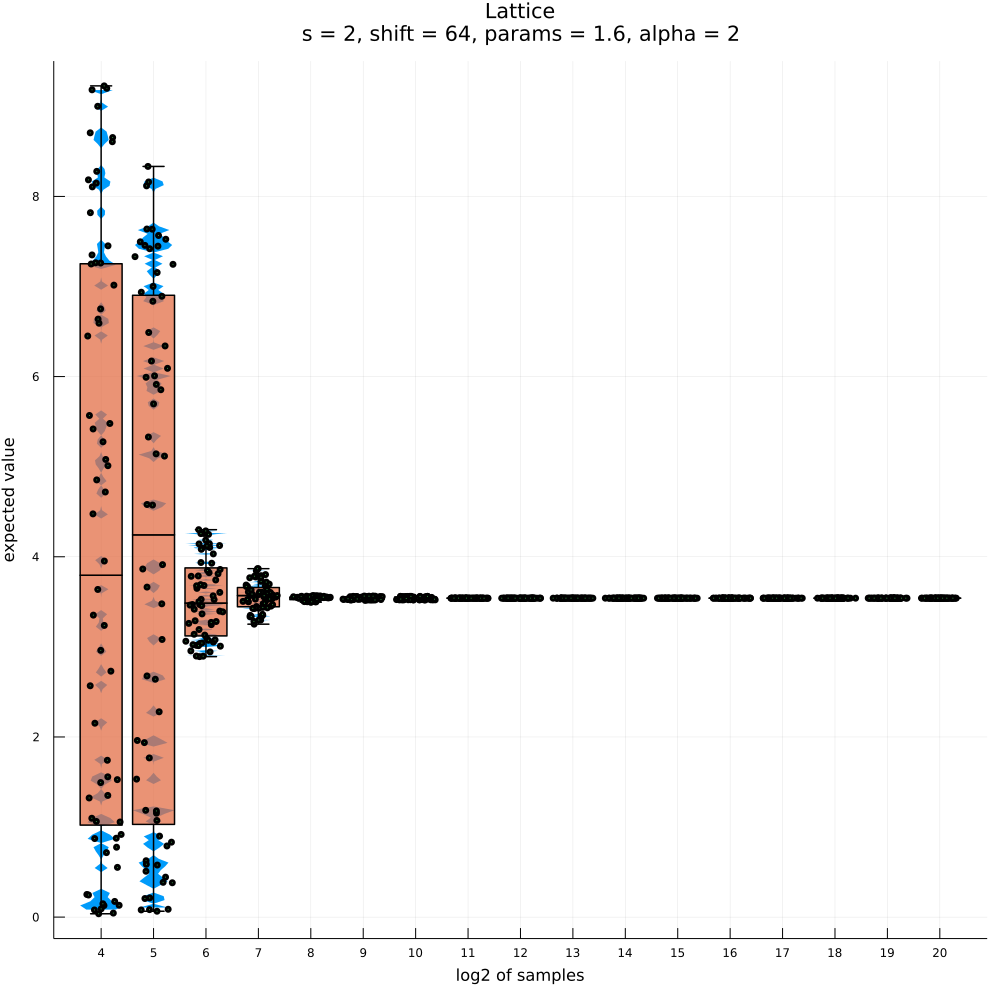 Lattice
s = 2, shift = 64, params = 1.6, alpha = 2
expected value
8
6
4
2
0
4 5 6 7 8 9 10 11 12 13 14 15 16 17 18 19 20
log2 of samples